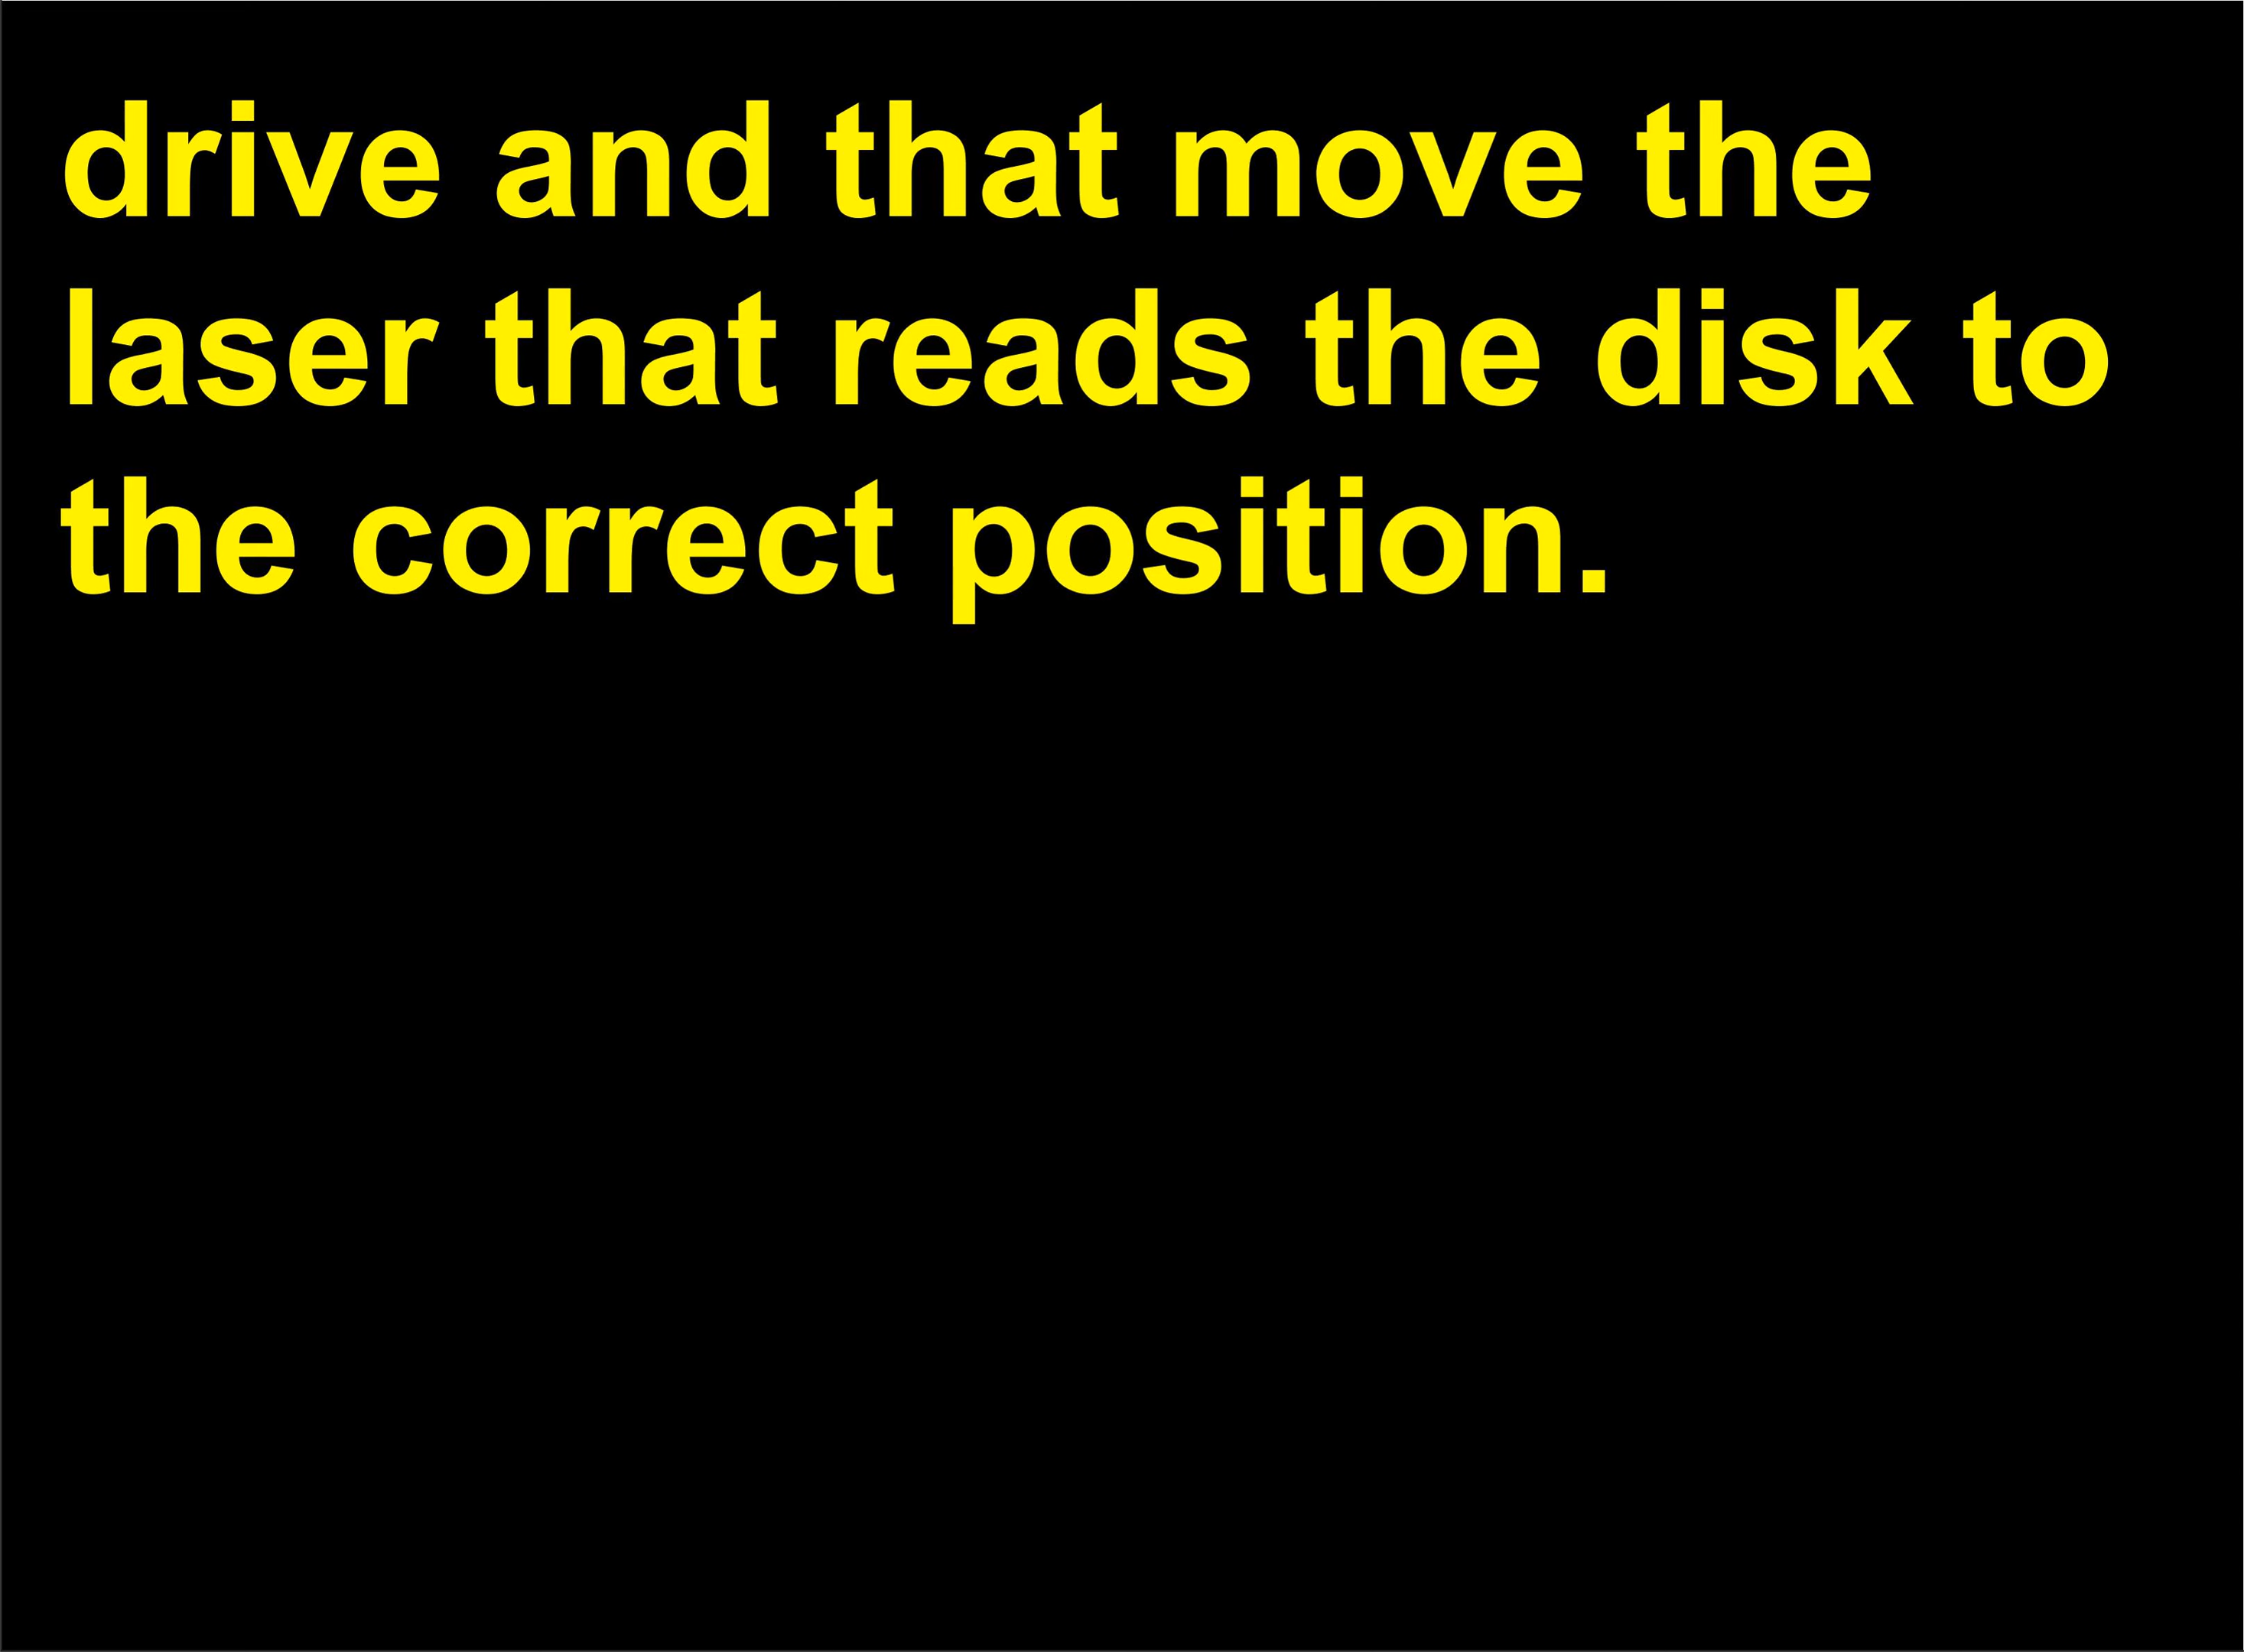 drive and that move the
laser that reads the disk to
the correct position.